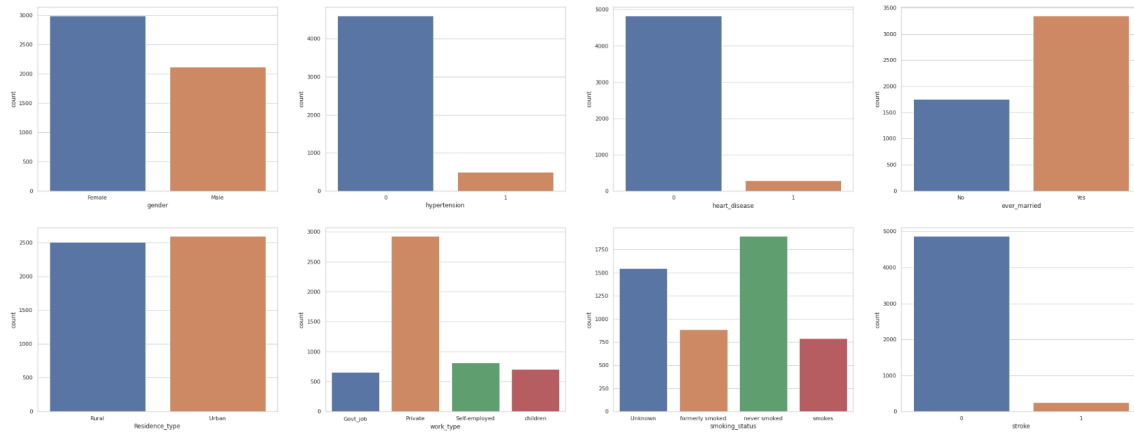 3000
2500
2000
1500
1000
500
0
count
Female Male
gender
4000
3000
2000
1000
0
count
0 1
hypertension
5000
4000
3000
2000
1000
0
count
0 1
heart_disease
3500
3000
2500
2000
1500
1000
500
0
count
No Yes
ever_married
2500
2000
1500
1000
500
0
count
Rural Urban
Residence_type
3000
2500
2000
1500
1000
500
0
count
Govt_job Private Self-employed children
work_type
1750
1500
1250
1000
750
500
250
0
count
Unknown formerly smoked never smoked smokes
smoking_status
5000
4000
3000
2000
1000
0
count
0 1
stroke